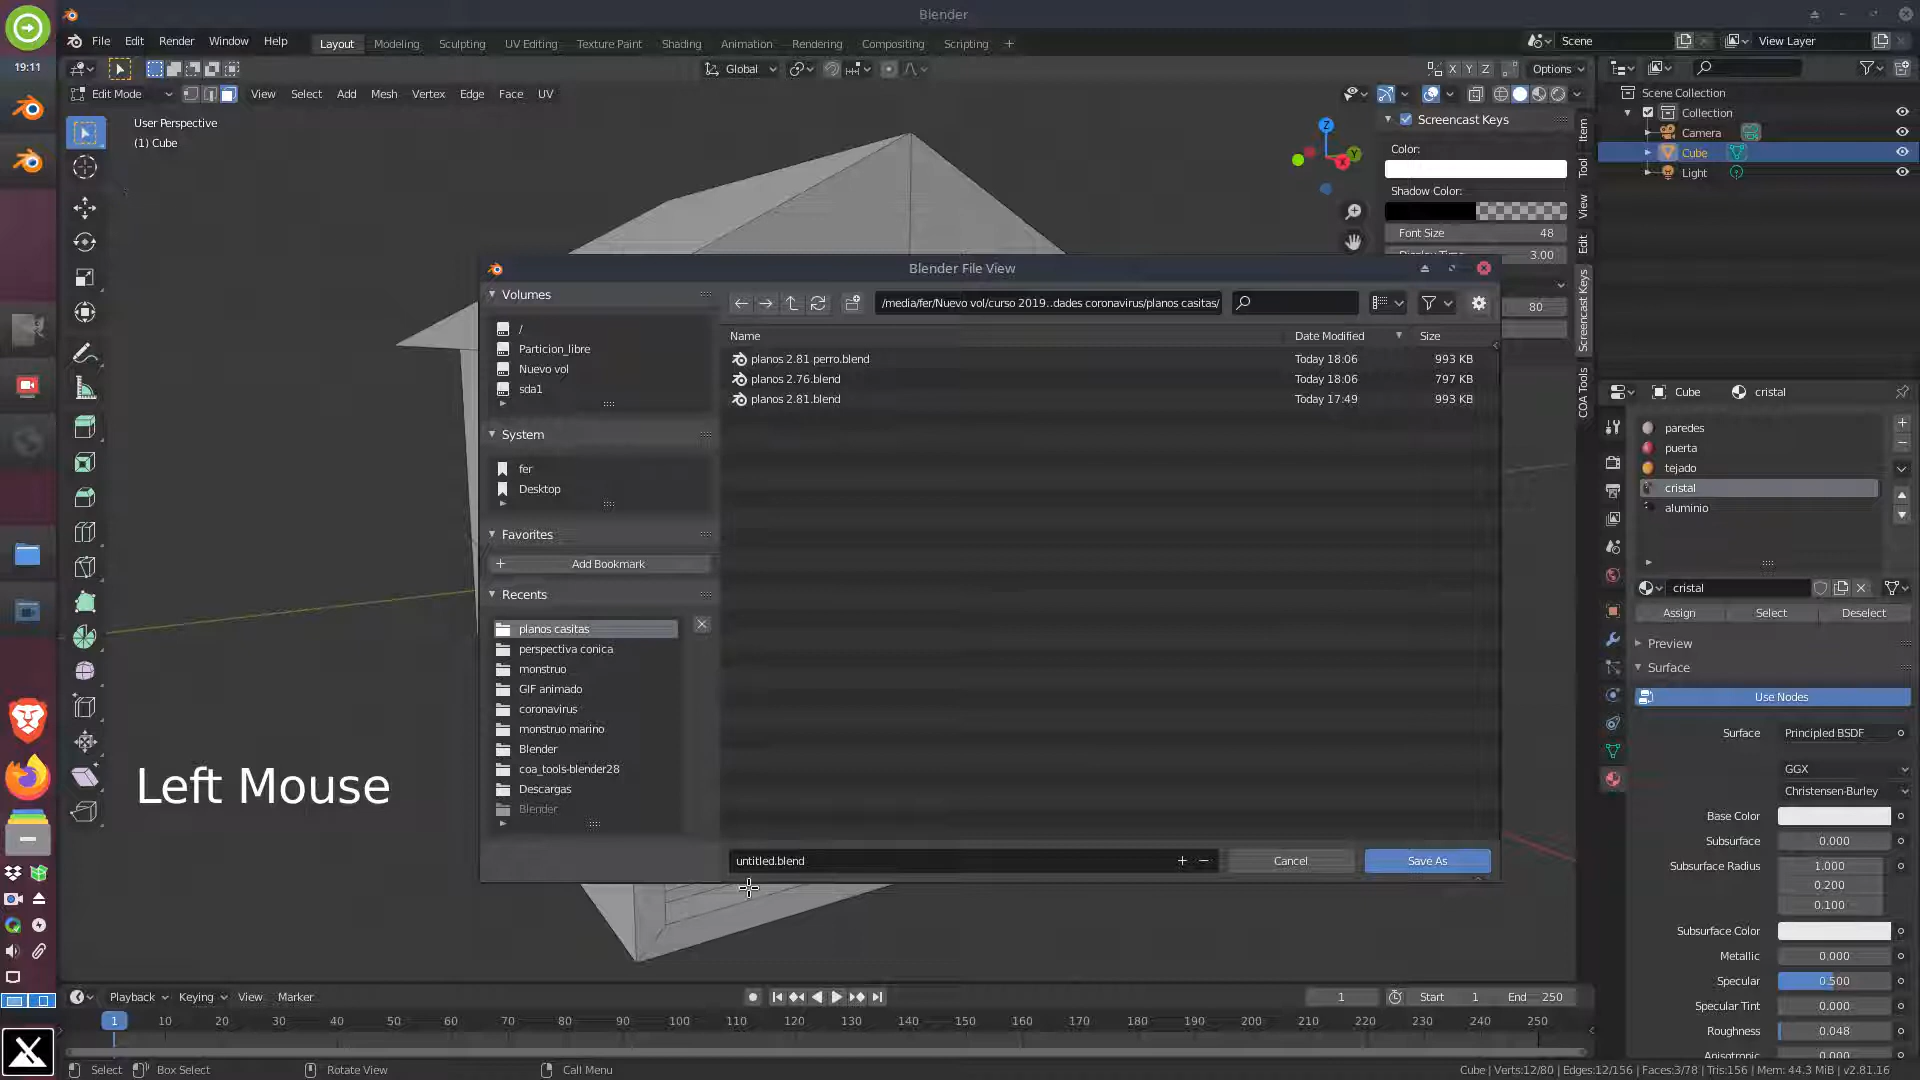 Blender
File Edit Render Window Help
Layout Modeling Sculpting UV Editing Texture Paint Shading Animation Rendering Compositing Scripting +
Scene
View Layer
19:11
Global
X Y Z
Options
Edit Mode
View Select Add Mesh Vertex Edge Face UV
User Perspective
(1) Cube
Z
Y
X
Screencast Keys
Color:
Shadow Color:
Font Size 48
3.00
80
Item
Tool
View
Edit
Screencast Keys
COA Tools
Scene Collection
Collection
Camera
Cube
Light
Blender File View
Volumes
/
Particion_libre
Nuevo vol
sda1
System
fer
Desktop
Favorites
Add Bookmark
Recents
planos casitas
perspectiva conica
monstruo
GIF animado
coronavirus
monstruo marino
Blender
coa_tools-blender28
Descargas
Blender
/media/fer/Nuevo vol/curso 2019..dades coronavirus/planos casitas/
Name Date Modified Size
planos 2.81 perro.blend Today 18:06 993 KB
planos 2.76.blend Today 18:06 797 KB
planos 2.81.blend Today 17:49 993 KB
untitled.blend
Cancel
Save As
Left Mouse
Cube cristal
paredes
puerta
tejado
cristal
aluminio
cristal
Assign Select Deselect
Preview
Surface
Use Nodes
Surface Principled BSDF
GGX
Christensen-Burley
Base Color
Subsurface 0.000
Subsurface Radius 1.000
0.200
0.100
Subsurface Color
Metallic 0.000
Specular 0.500
Specular Tint 0.000
Roughness 0.048
Anisotropic 0.000
Playback Keying View Marker
1 Start 1 End 250
1 10 20 30 40 50 60 70 80 90 100 110 120 130 140 150 160 170 180 190 200 210 220 230 240 250
Select Box Select Rotate View Call Menu
Cube | Verts:12/80 | Edges:12/156 | Faces:3/78 | Tris:156 | Mem: 44.3 MiB | v2.81.16